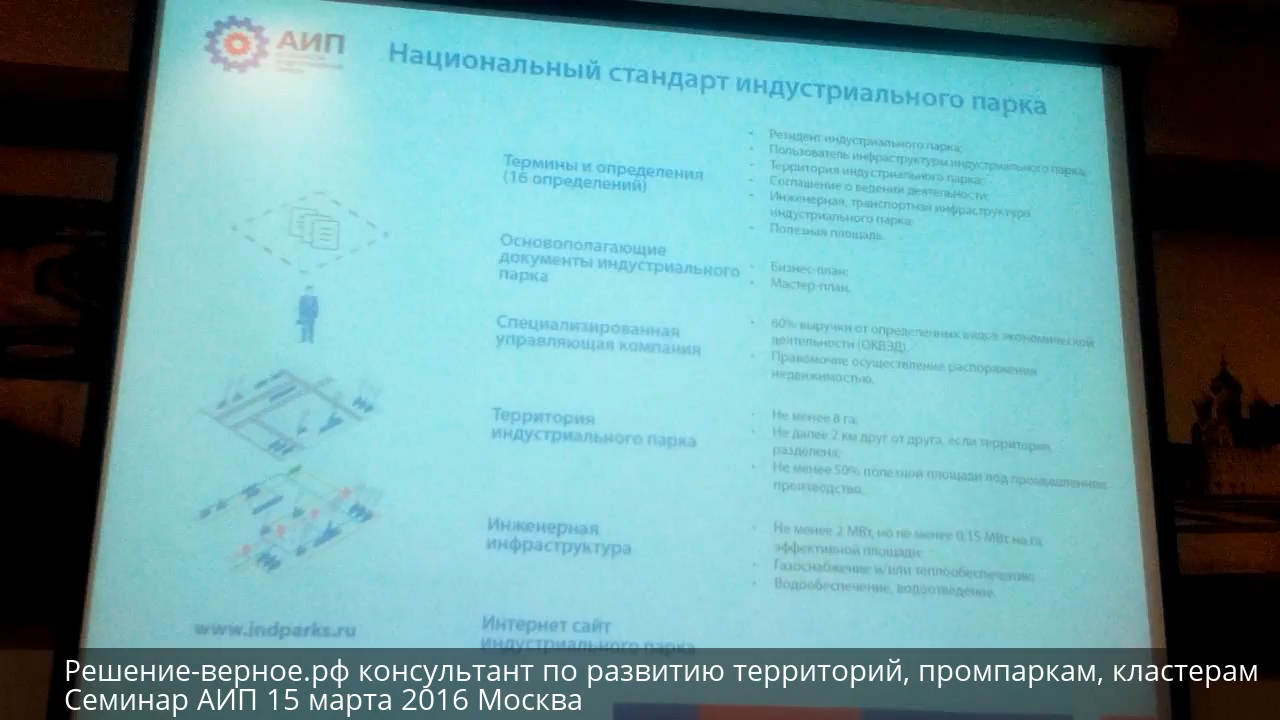 АИП
Национальный стандарт индустриального парка
Термины и определения
(16 определений)
Резидент индустриального парка;
Пользователь инфраструктуры индустриального парка;
Территория индустриального парка;
Соглашение о ведении деятельности;
Инженерная, транспортная инфраструктура
индустриального парка;
Полезная площадь.
Основополагающие
документы индустриального
парка
Бизнес-план;
Мастер-план.
Специализированная
управляющая компания
60% выручки от определенных видов экономической
деятельности (ОКВЭД).
Правомочие осуществление распоряжения
недвижимостью.
Территория
индустриального парка
Не менее 8 га;
Не далее 2 км друг от друга, если территория
разделена;
Не менее 50% полезной площади под промышленное
производство.
Инженерная
инфраструктура
Не менее 2 МВт, но не менее 0,15 МВт на га
эффективной площади;
Газоснабжение и/или теплообеспечение;
Водообеспечение, водоотведение.
Интернет сайт
индустриального парка
www.indparks.ru
Решение-верное.рф консультант по развитию территорий, промпаркам, кластерам
Семинар АИП 15 марта 2016 Москва